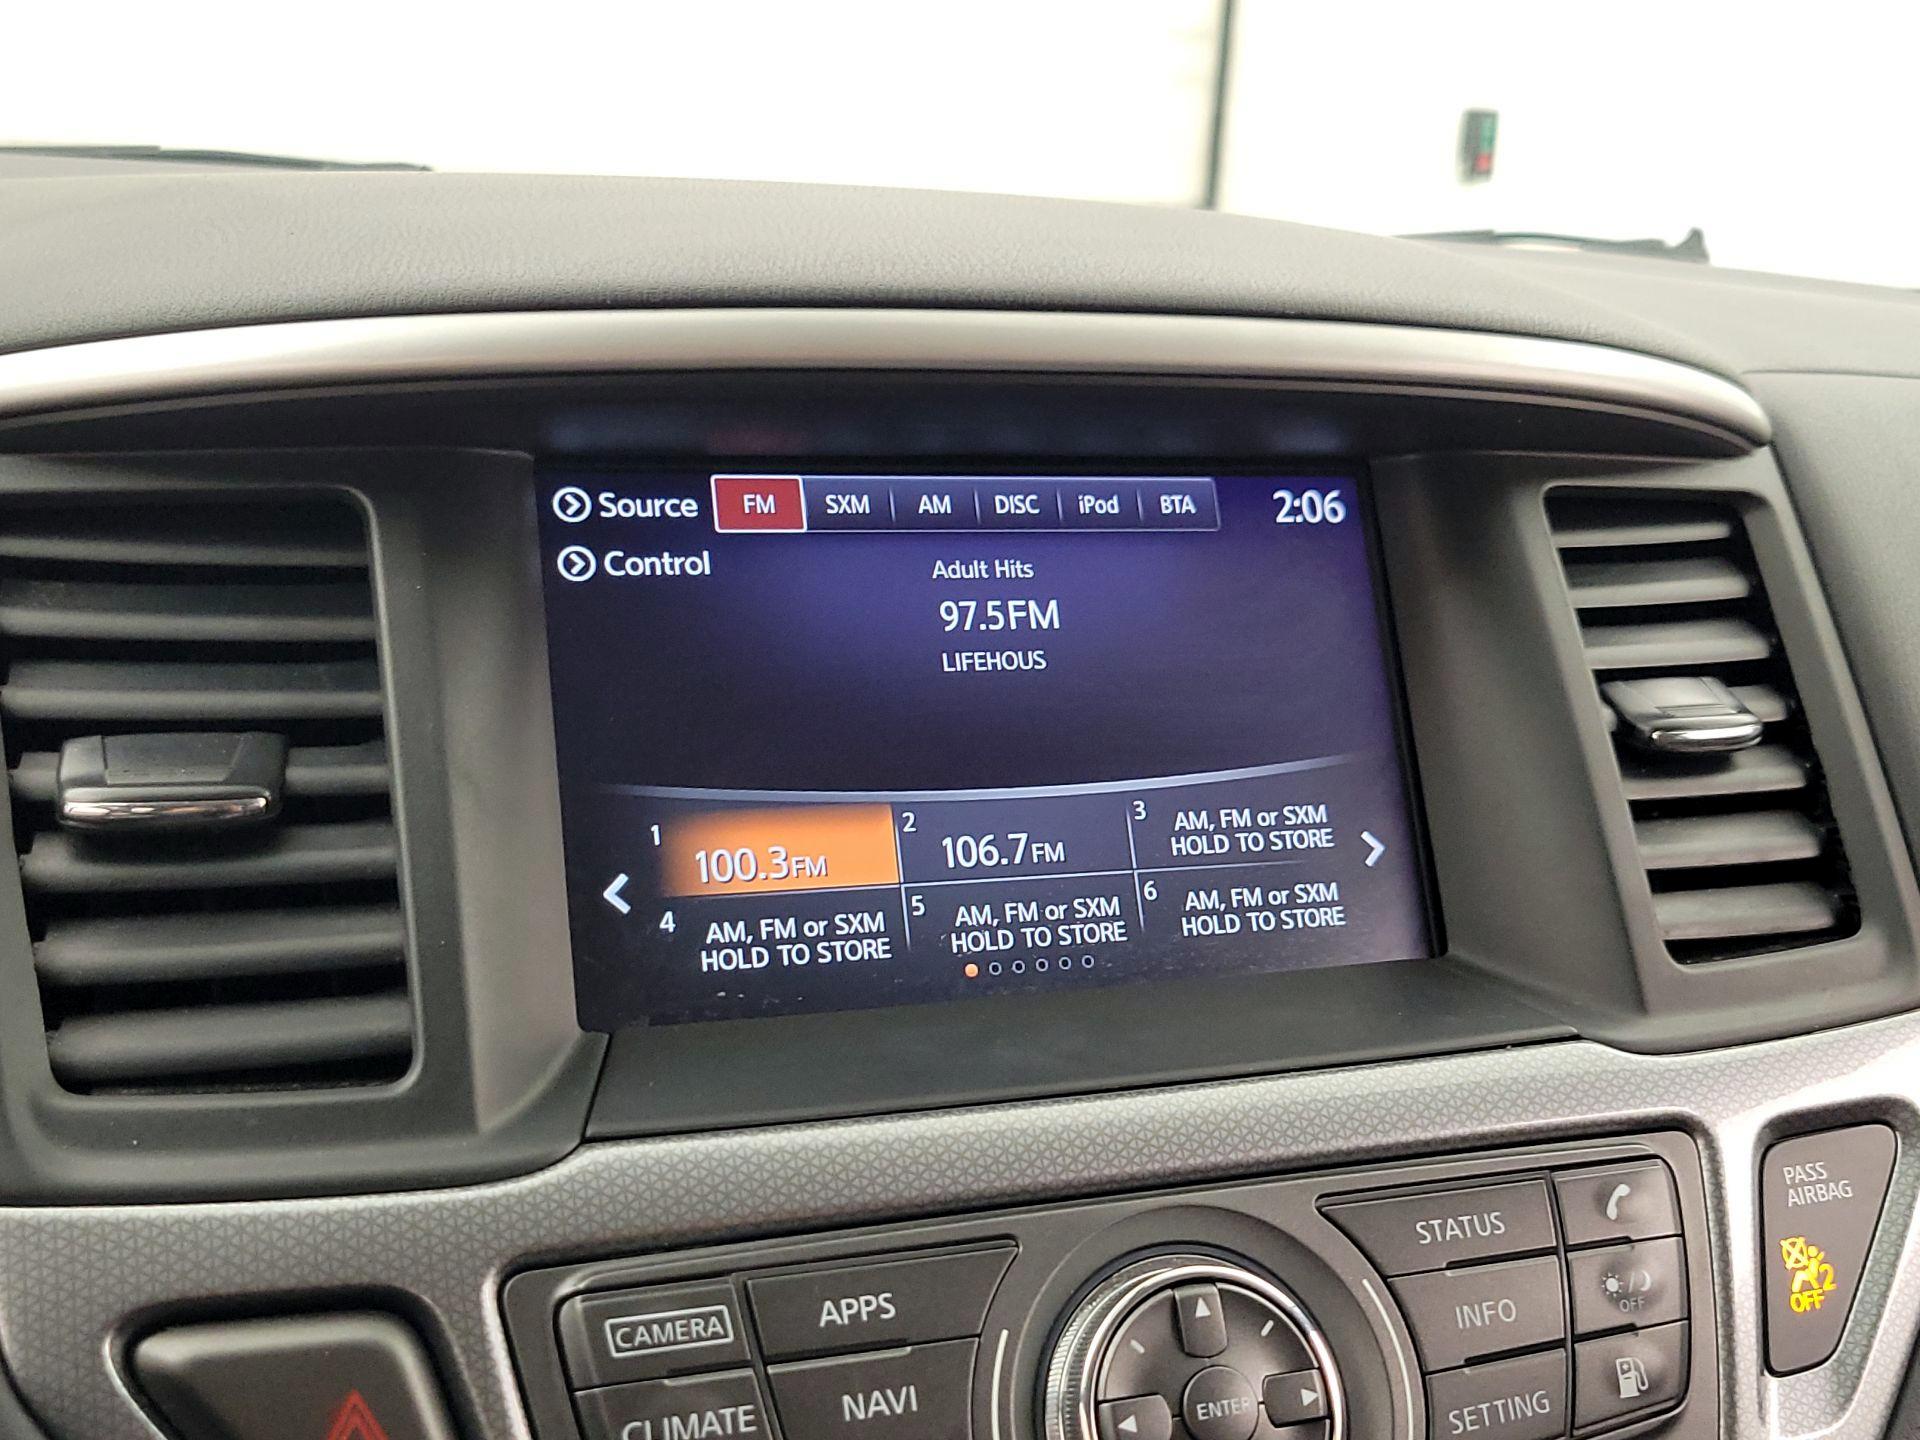 Source FM SXM AM DISC iPod BTA 2:06
Control
Adult Hits
97.5FM
LIFEHOUS
1 100.3FM
2 106.7FM
3 AM, FM or SXM
HOLD TO STORE
4 AM, FM or SXM
HOLD TO STORE
5 AM, FM or SXM
HOLD TO STORE
6 AM, FM or SXM
HOLD TO STORE
PASS
AIRBAG
2
OFF
CAMERA
APPS
CLIMATE
NAVI
ENTER
STATUS
INFO
OFF
SETTING